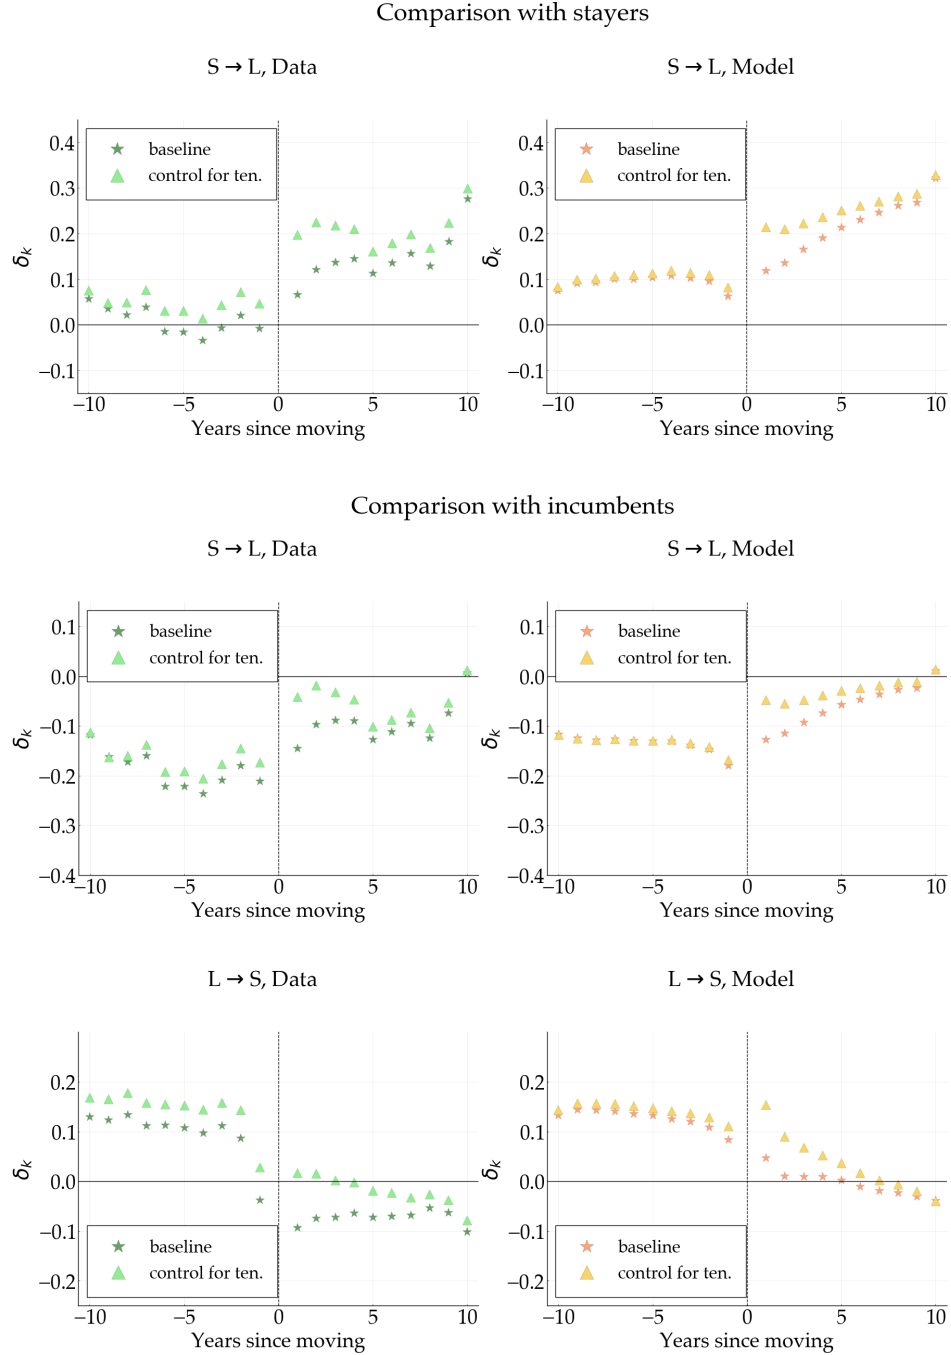 Comparison with stayers
S → L, Data
S → L, Model
baseline
control for ten.
baseline
control for ten.
0.4
0.3
0.2
0.1
0.0
−0.1
δk
−10
−5
0
5
10
Years since moving
0.4
0.3
0.2
0.1
0.0
−0.1
δk
−10
−5
0
5
10
Years since moving
Comparison with incumbents
S → L, Data
S → L, Model
baseline
control for ten.
baseline
control for ten.
0.1
0.0
−0.1
−0.2
−0.3
−0.4
δk
−10
−5
0
5
10
Years since moving
0.1
0.0
−0.1
−0.2
−0.3
−0.4
δk
−10
−5
0
5
10
Years since moving
L → S, Data
L → S, Model
0.2
0.1
0.0
−0.1
−0.2
δk
baseline
control for ten.
−10
−5
0
5
10
Years since moving
0.2
0.1
0.0
−0.1
−0.2
δk
baseline
control for ten.
−10
−5
0
5
10
Years since moving